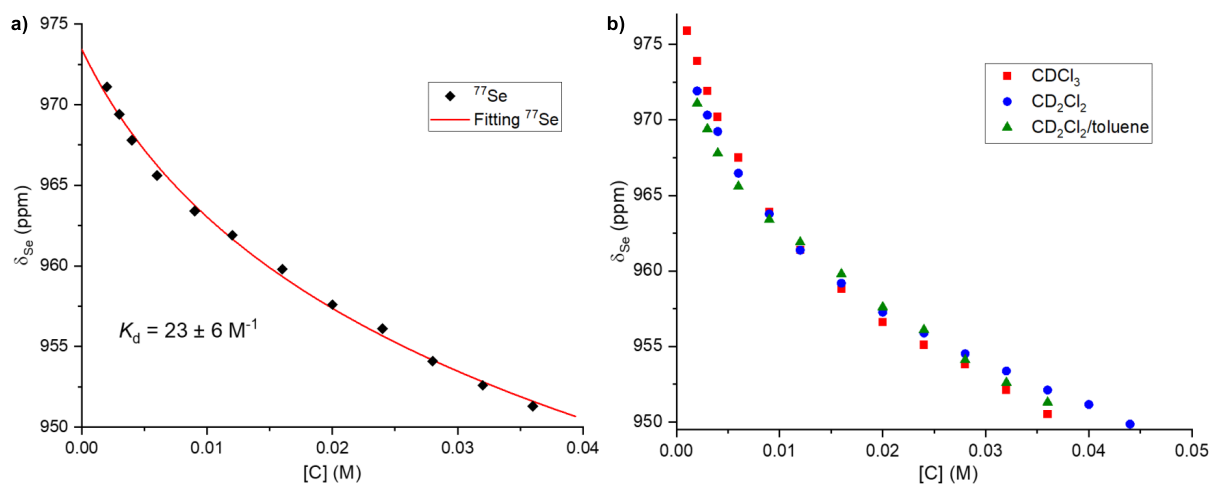 a)
975
970
965
960
955
950
0.00
0.01
0.02
0.03
0.04
δSe (ppm)
[C] (M)
⁷⁷Se
Fitting ⁷⁷Se
Kd = 23 ± 6 M⁻¹
b)
975
970
965
960
955
950
0.00
0.01
0.02
0.03
0.04
0.05
δSe (ppm)
[C] (M)
CDCl₃
CD₂Cl₂
CD₂Cl₂/toluene